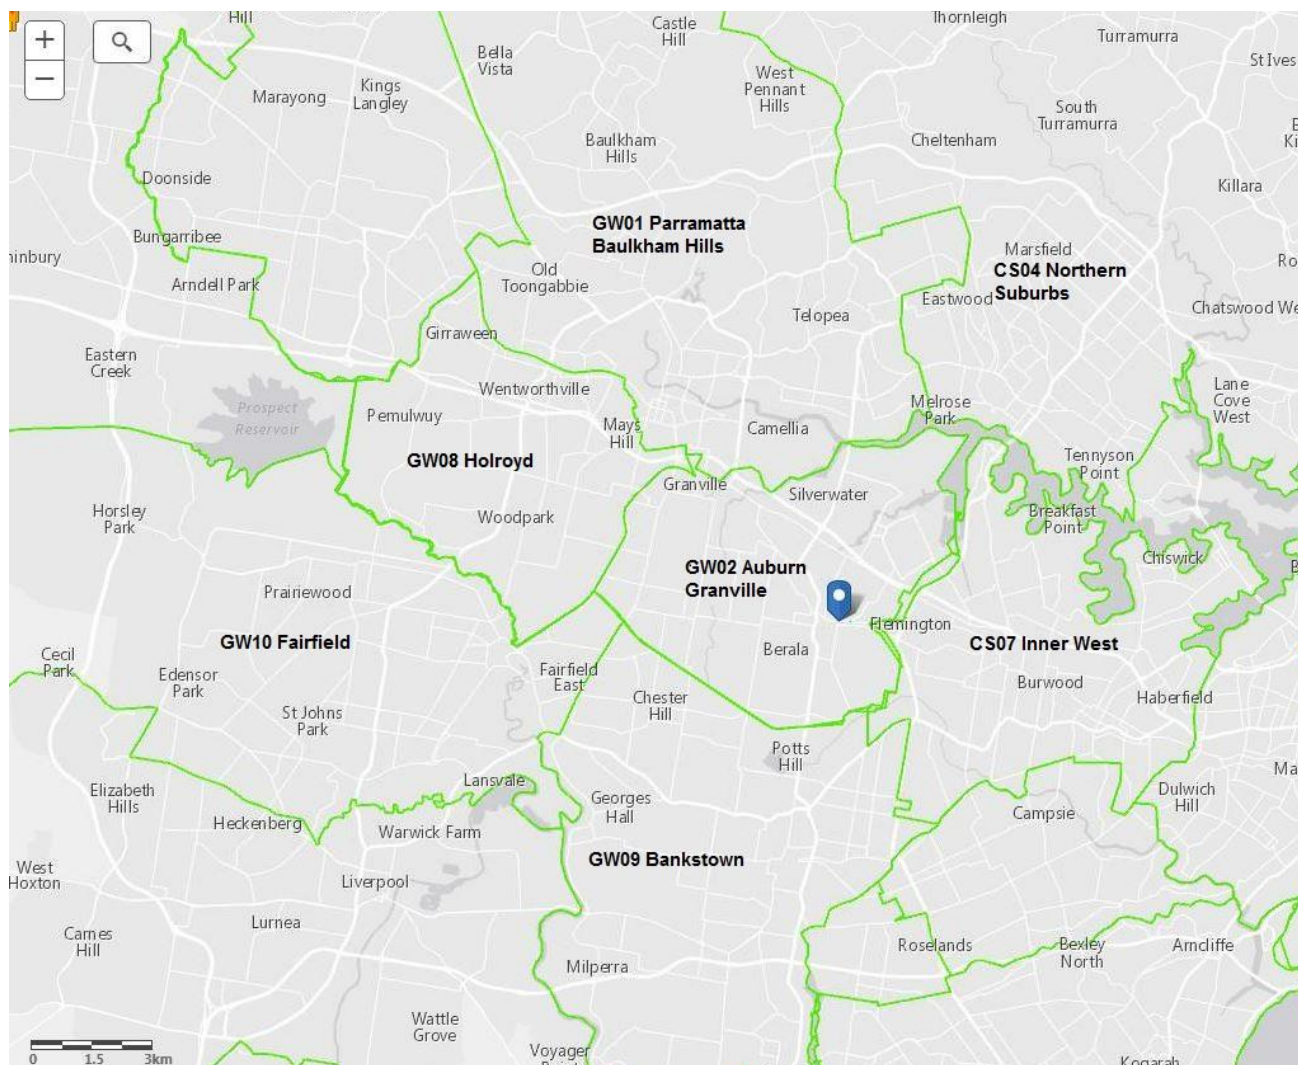 Hill
Castle
Hill
Thornleigh
Turramurra
St Ives
+
−
Bella
Vista
West
Pennant
Hills
Kings
Langley
Marayong
South
Turramurra
Baulkham
Hills
Cheltenham
Killara
Doonside
GW01 Parramatta
Baulkham Hills
Bungarribee
Marsfield
CS04 Northern
Suburbs
Old
Toongabbie
Arndell Park
Eastwood
Telopea
Chatswood We
Girraween
Eastern
Creek
Wentworthville
Lane
Cove
West
Prospect
Reservoir
Pemulwuy
Mays
Hill
Camellia
Melrose
Park
GW08 Holroyd
Tennyson
Point
Granville
Silverwater
Horsley
Park
Woodpark
Breakfast
Point
Chiswick
GW02 Auburn
Granville
Prairiewood
Flemington
GW10 Fairfield
Berala
CS07 Inner West
Cecil
Park
Edensor
Park
Fairfield
East
Burwood
Chester
Hill
Haberfield
St Johns
Park
Potts
Hill
Lansvale
Elizabeth
Hills
Georges
Hall
Dulwich
Hill
Campsie
Heckenberg
Warwick Farm
GW09 Bankstown
West
Hoxton
Liverpool
Lurnea
Carnes
Hill
Roselands
Bexley
North
Arncliffe
Milperra
Wattle
Grove
Voyager
0 1.5 3km